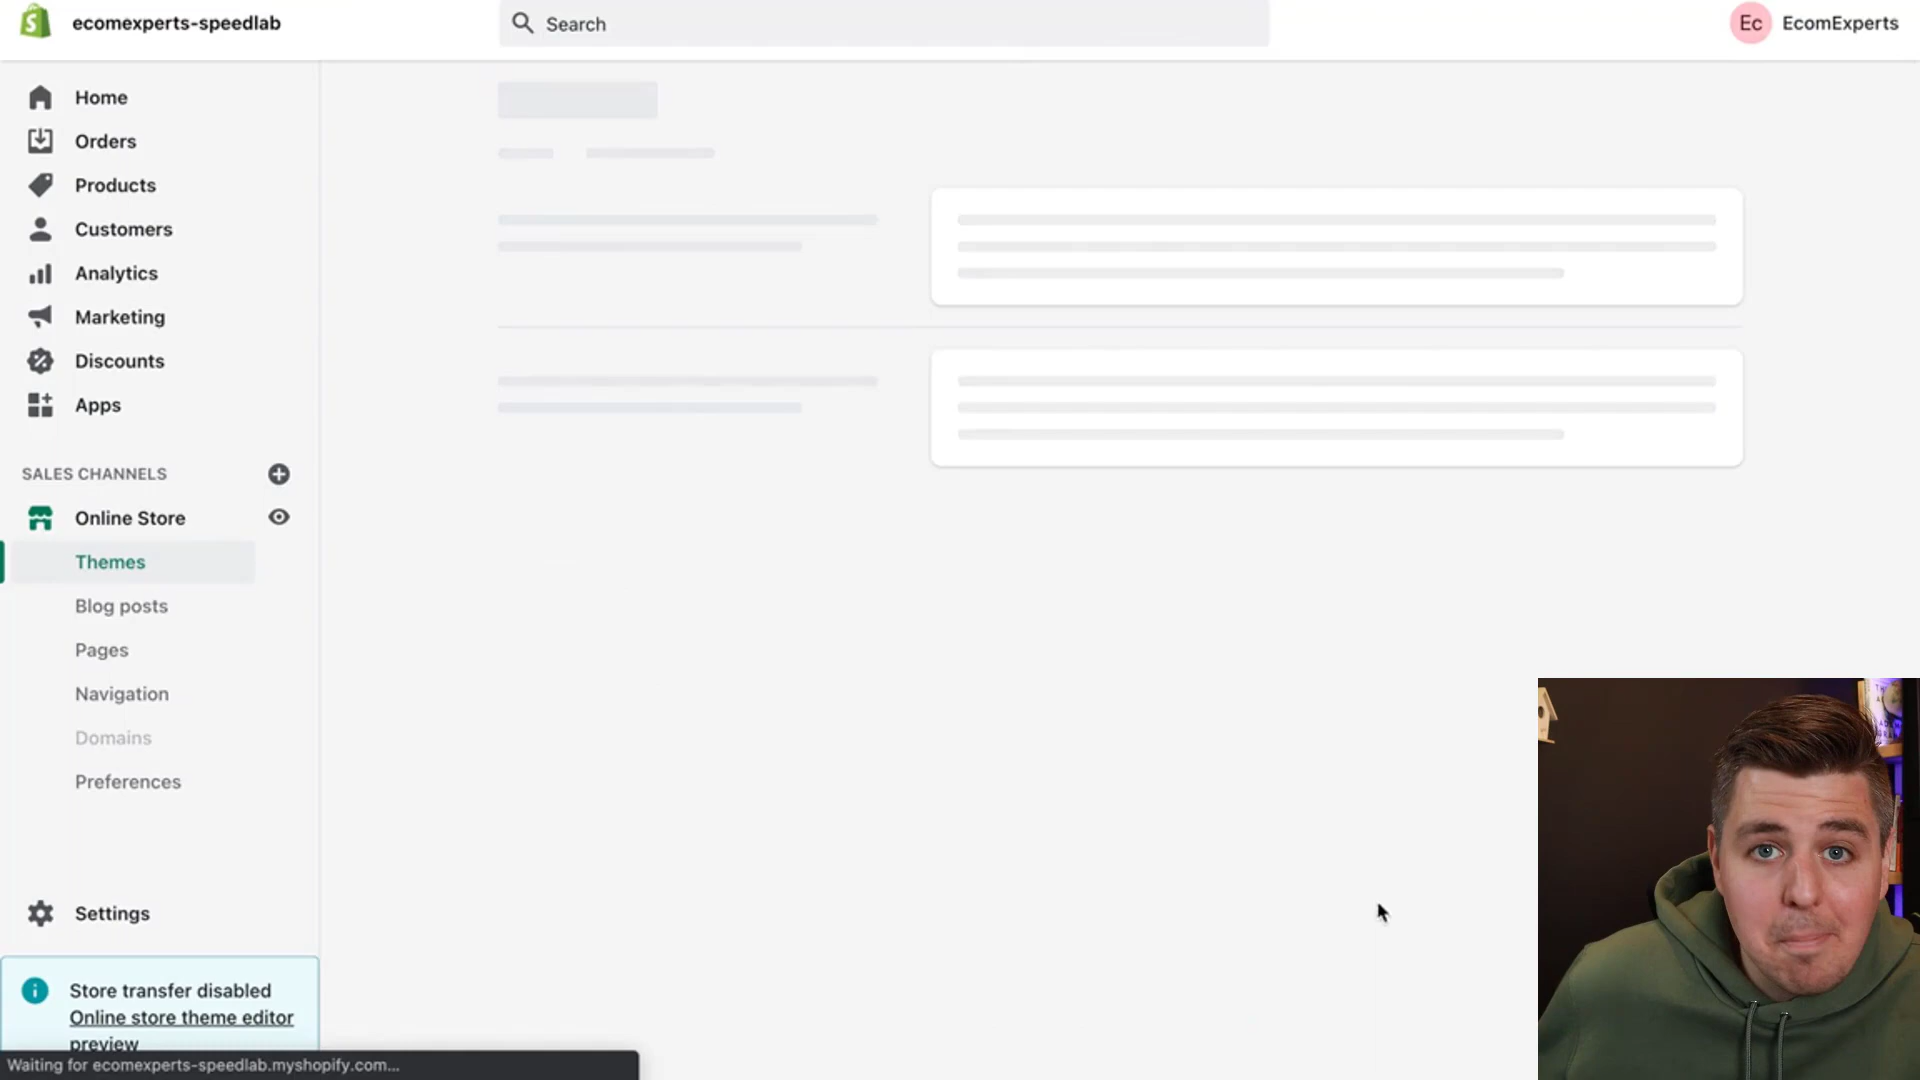 ecomexperts-speedlab
Search
Ec EcomExperts
Home
Orders
Products
Customers
Analytics
Marketing
Discounts
Apps
SALES CHANNELS
Online Store
Themes
Blog posts
Pages
Navigation
Domains
Preferences
Settings
Store transfer disabled
Online store theme editor
preview
Waiting for ecomexperts-speedlab.myshopify.com...